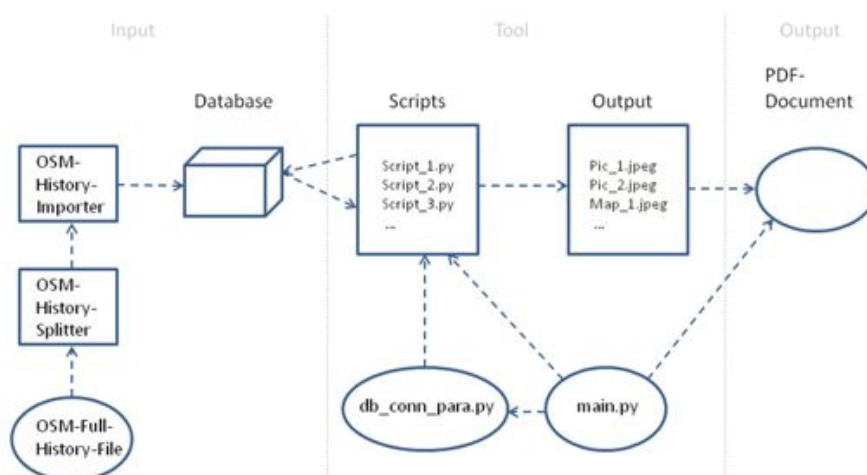 Input
Tool
Output
Database
Scripts
Output
PDF-
Document
OSM-
History-
Importer
Script_1.py
Script_2.py
Script_3.py
...
Pic_1.jpeg
Pic_2.jpeg
Map_1.jpeg
...
OSM-
History-
Splitter
OSM-Full-
History-File
db_conn_para.py
main.py